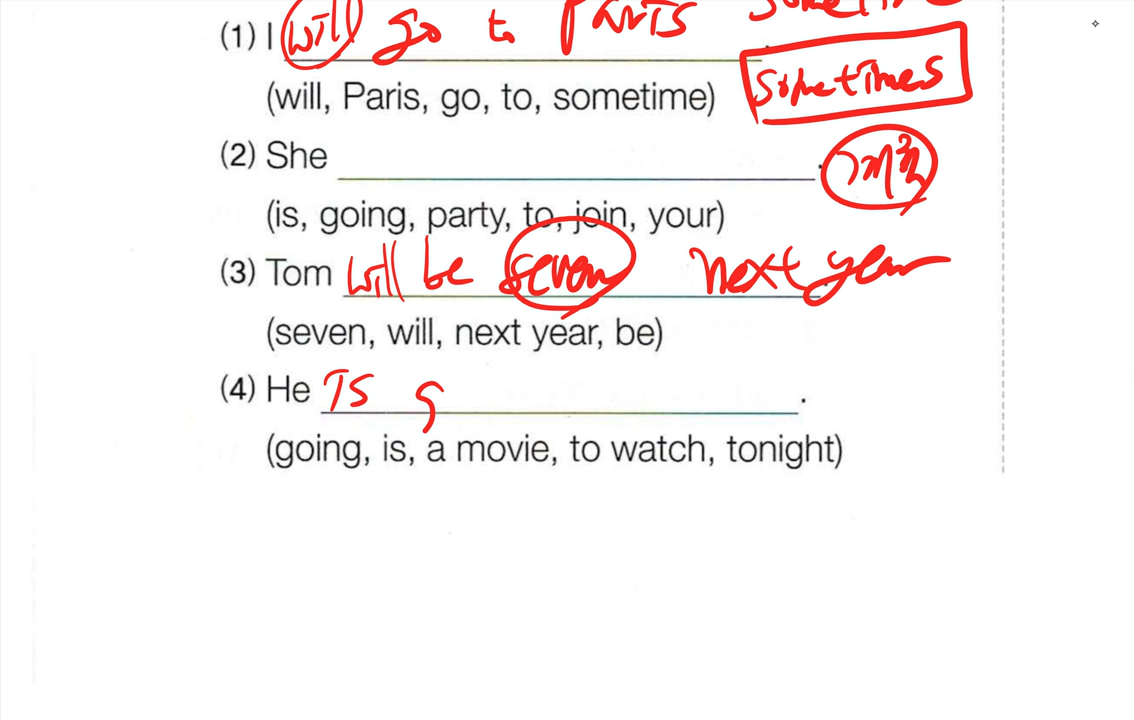 (1) I will go to Paris sometime.
sometimes
(will, Paris, go, to, sometime)
(2) She .
(is, going, party, to, join, your)
(3) Tom will be seven next year.
(seven, will, next year, be)
(4) He is g .
(going, is, a movie, to watch, tonight)